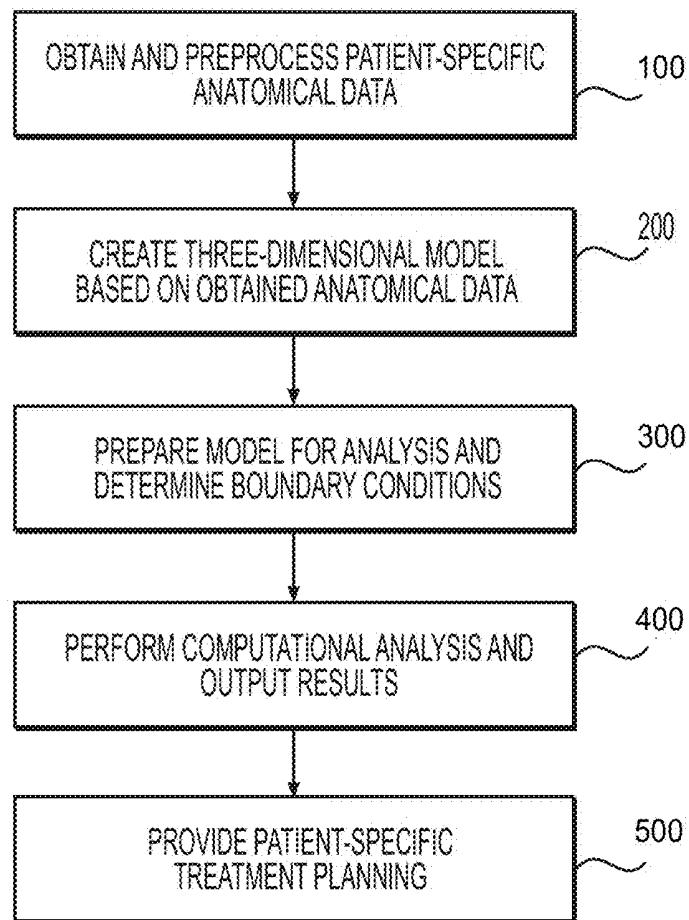 OBTAIN AND PREPROCESS PATIENT-SPECIFIC
ANATOMICAL DATA
100
CREATE THREE-DIMENSIONAL MODEL
BASED ON OBTAINED ANATOMICAL DATA
200
PREPARE MODEL FOR ANALYSIS AND
DETERMINE BOUNDARY CONDITIONS
300
PERFORM COMPUTATIONAL ANALYSIS AND
OUTPUT RESULTS
400
PROVIDE PATIENT-SPECIFIC
TREATMENT PLANNING
500